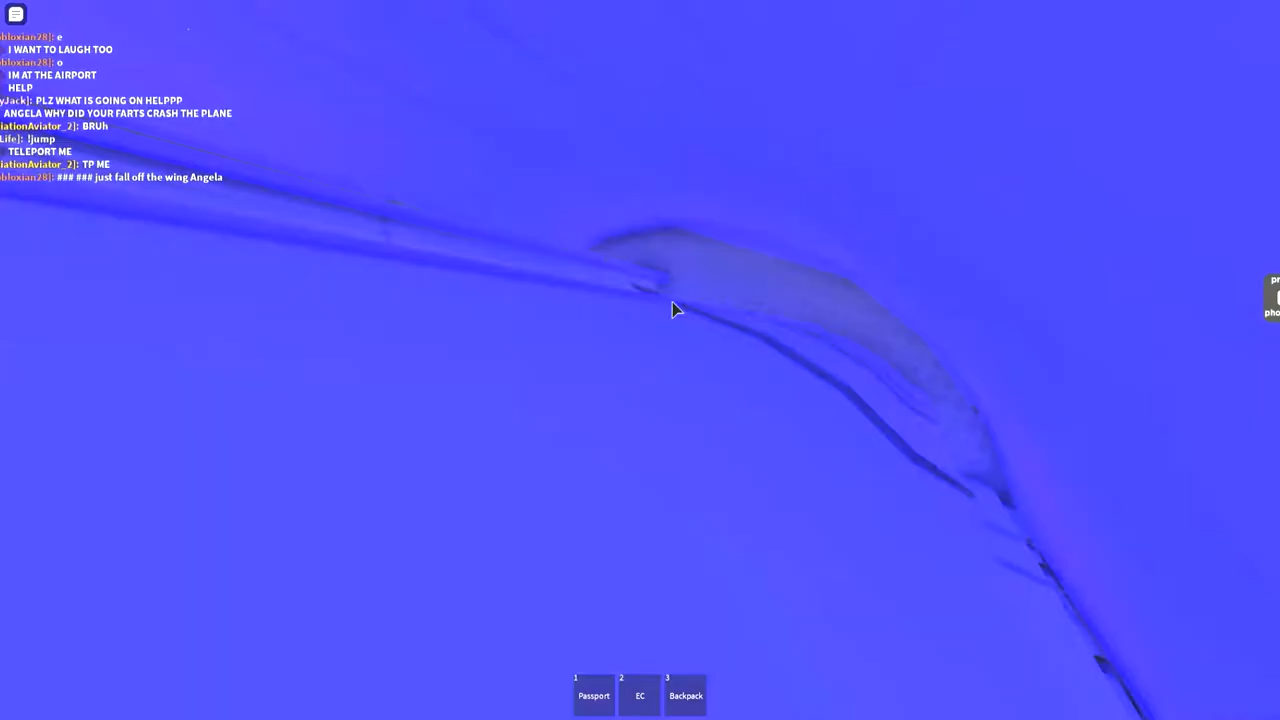 bloxian28]: e
I WANT TO LAUGH TOO
bloxian28]: o
IM AT THE AIRPORT
HELP
yJack]: PLZ WHAT IS GOING ON HELPPP
ANGELA WHY DID YOUR FARTS CRASH THE PLANE
iationAviator_2]: BRUh
Life]: !jump
TELEPORT ME
iationAviator_2]: TP ME
bloxian28]: ### ### just fall off the wing Angela
pr
pho
1 2 3
Passport EC Backpack